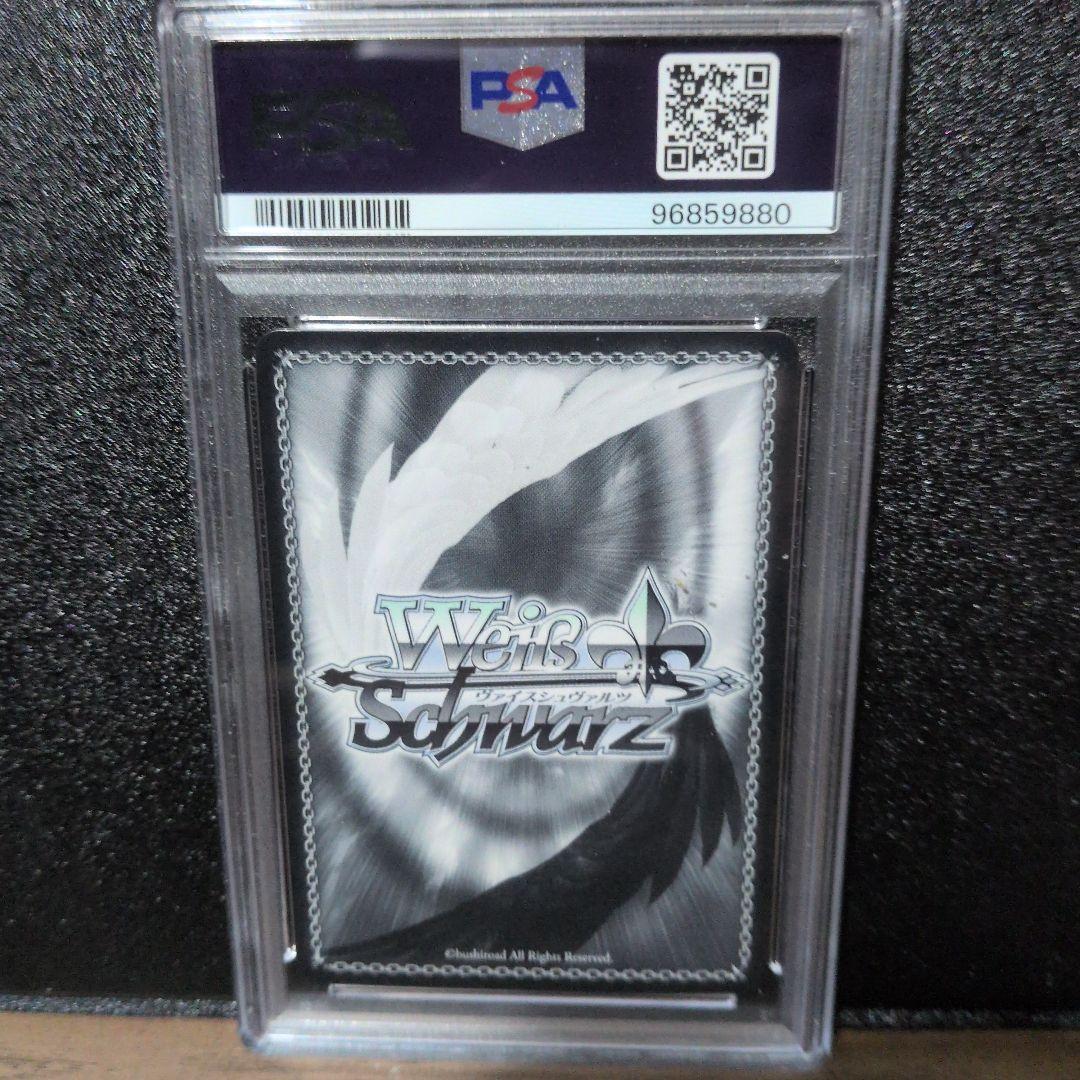 PSA
PSA
96859880
Weiß
ヴァイスシュヴァルツ
Schwarz
©bushiroad All Rights Reserved.